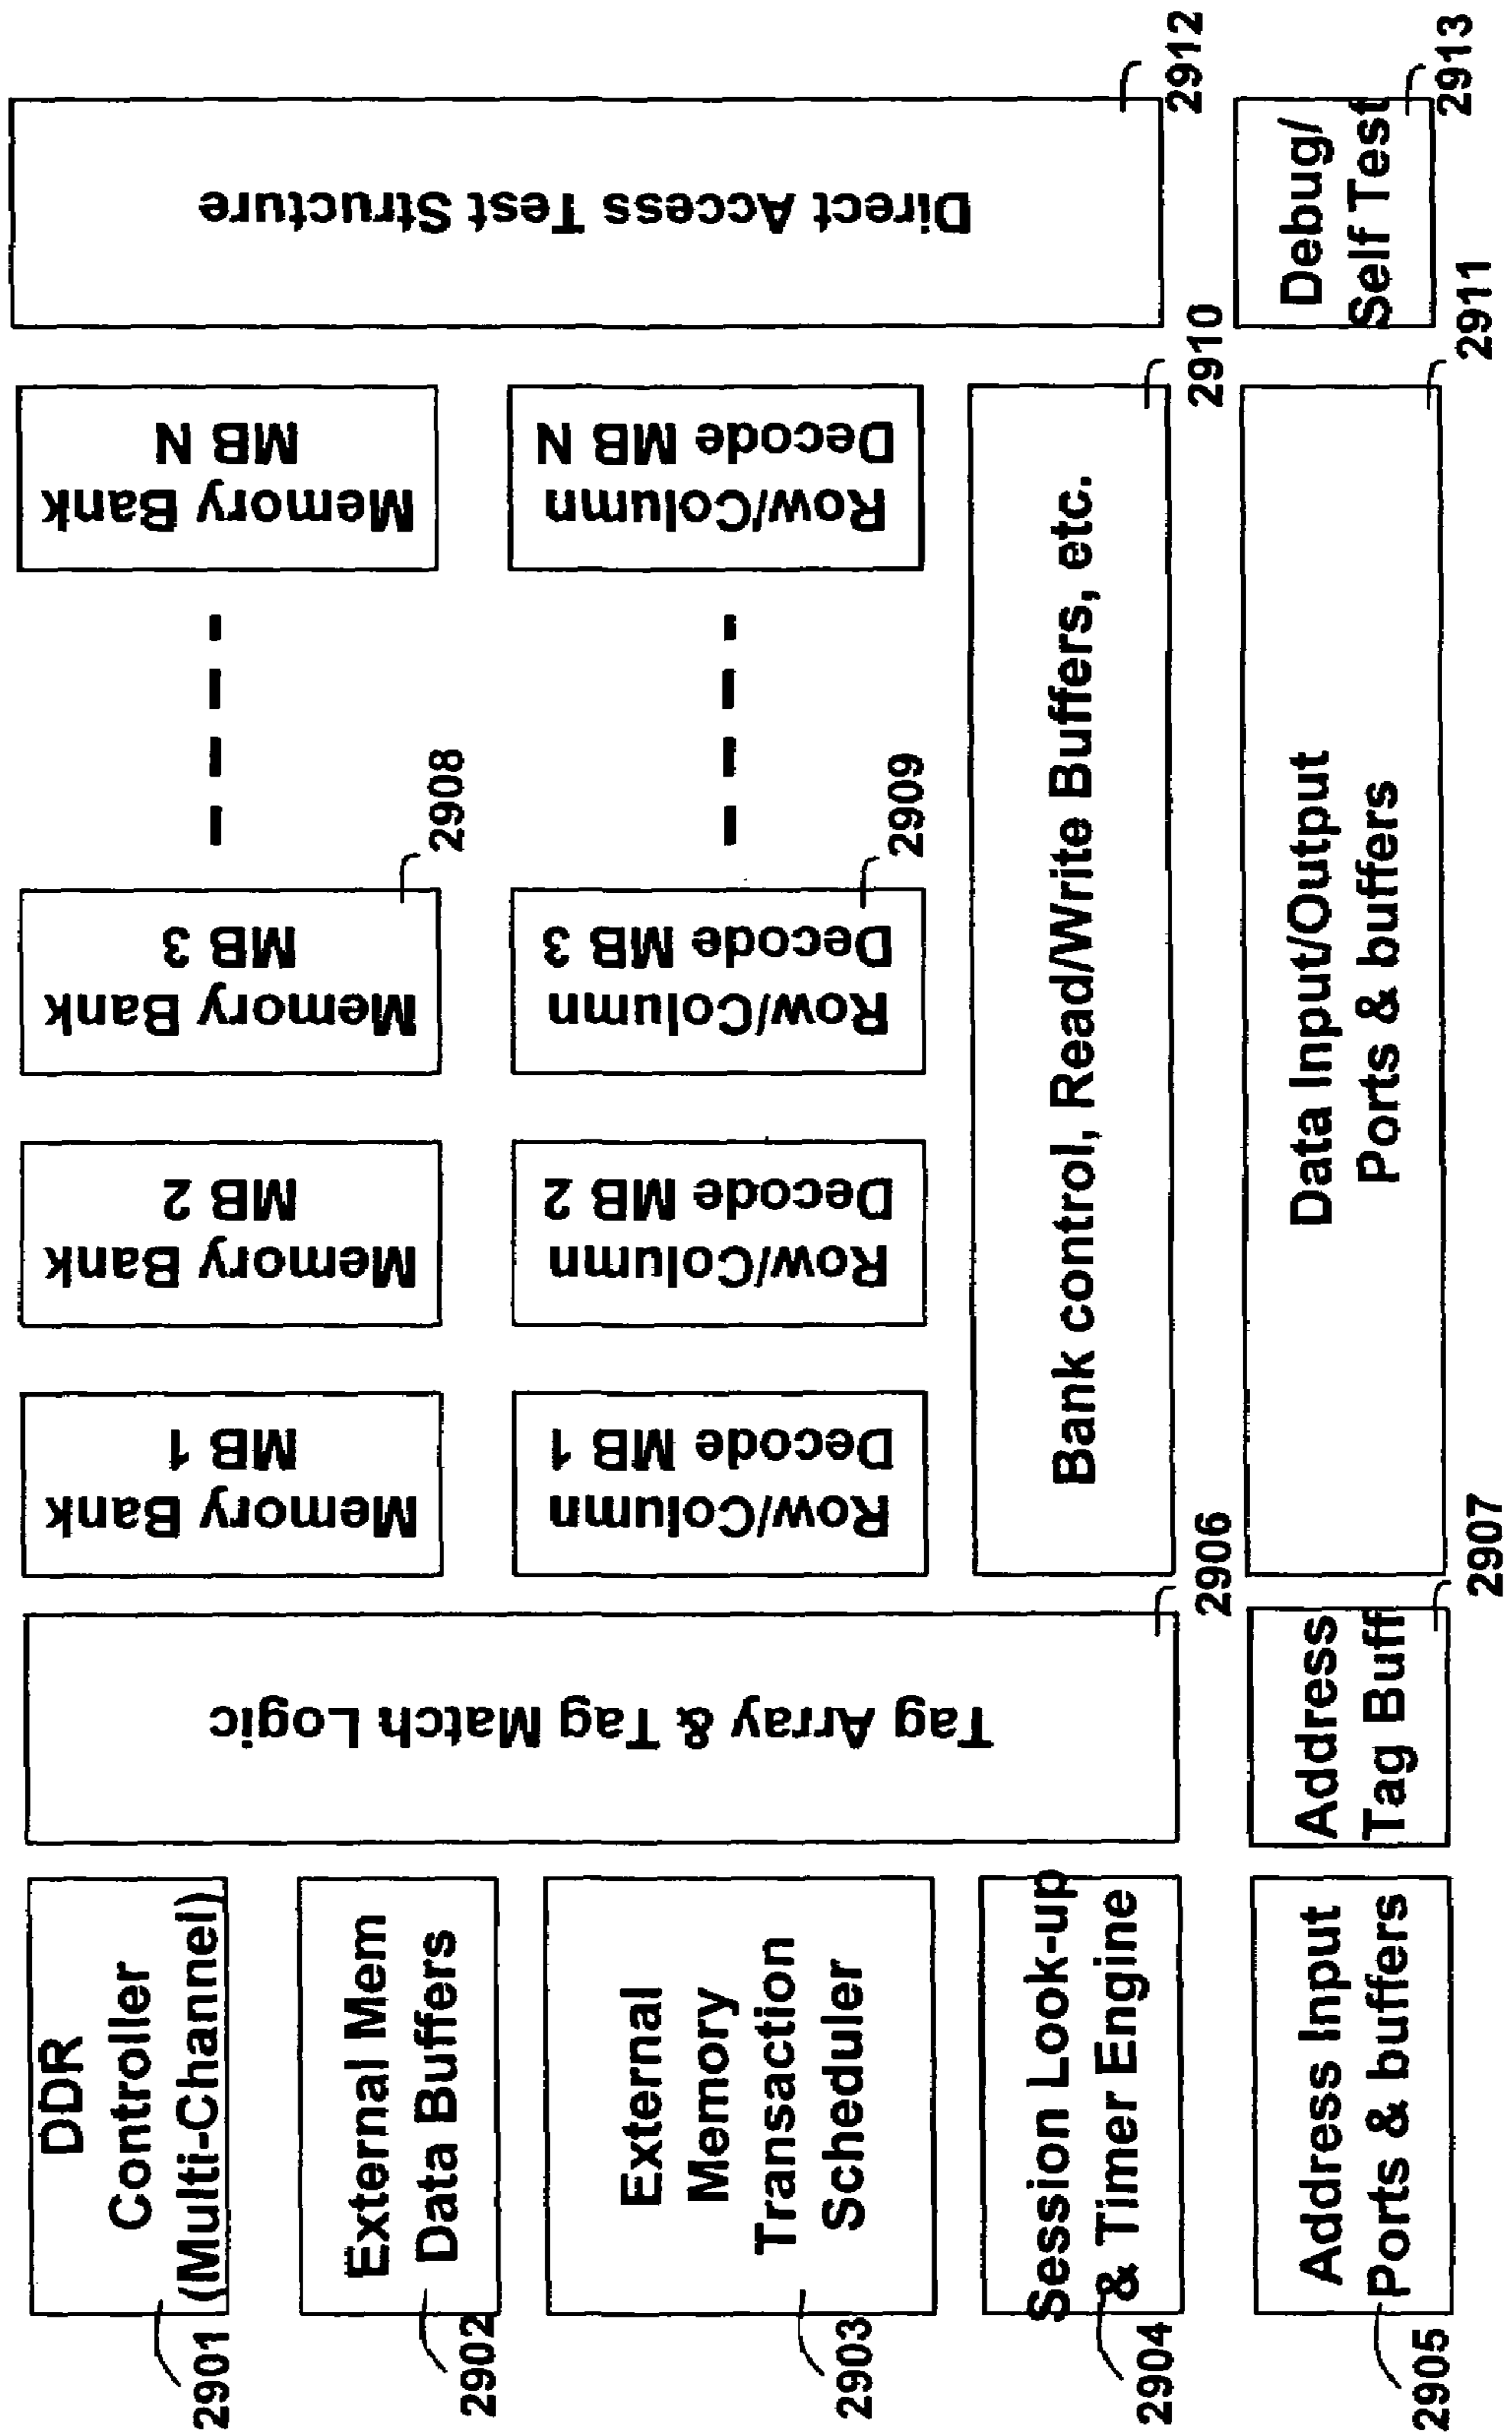 DDR
Controller
(Multi-Channel)
2901
External Mem
Data Buffers
2902
External
Memory
Transaction
Scheduler
2903
Session Look-up
& Timer Engine
2904
Address Input
Ports & buffers
2905
Tag Array & Tag Match Logic
2906
Address
Tag Buff
2907
Memory Bank
MB 1
Memory Bank
MB 2
Memory Bank
MB 3
2908
Memory Bank
MB N
Row/Column
Decode MB 1
Row/Column
Decode MB 2
Row/Column
Decode MB 3
2909
Row/Column
Decode MB N
Bank control, Read/Write Buffers, etc.
2910
Data Input/Output
Ports & buffers
2911
Direct Access Test Structure
2912
Debug/
Self Test
2913